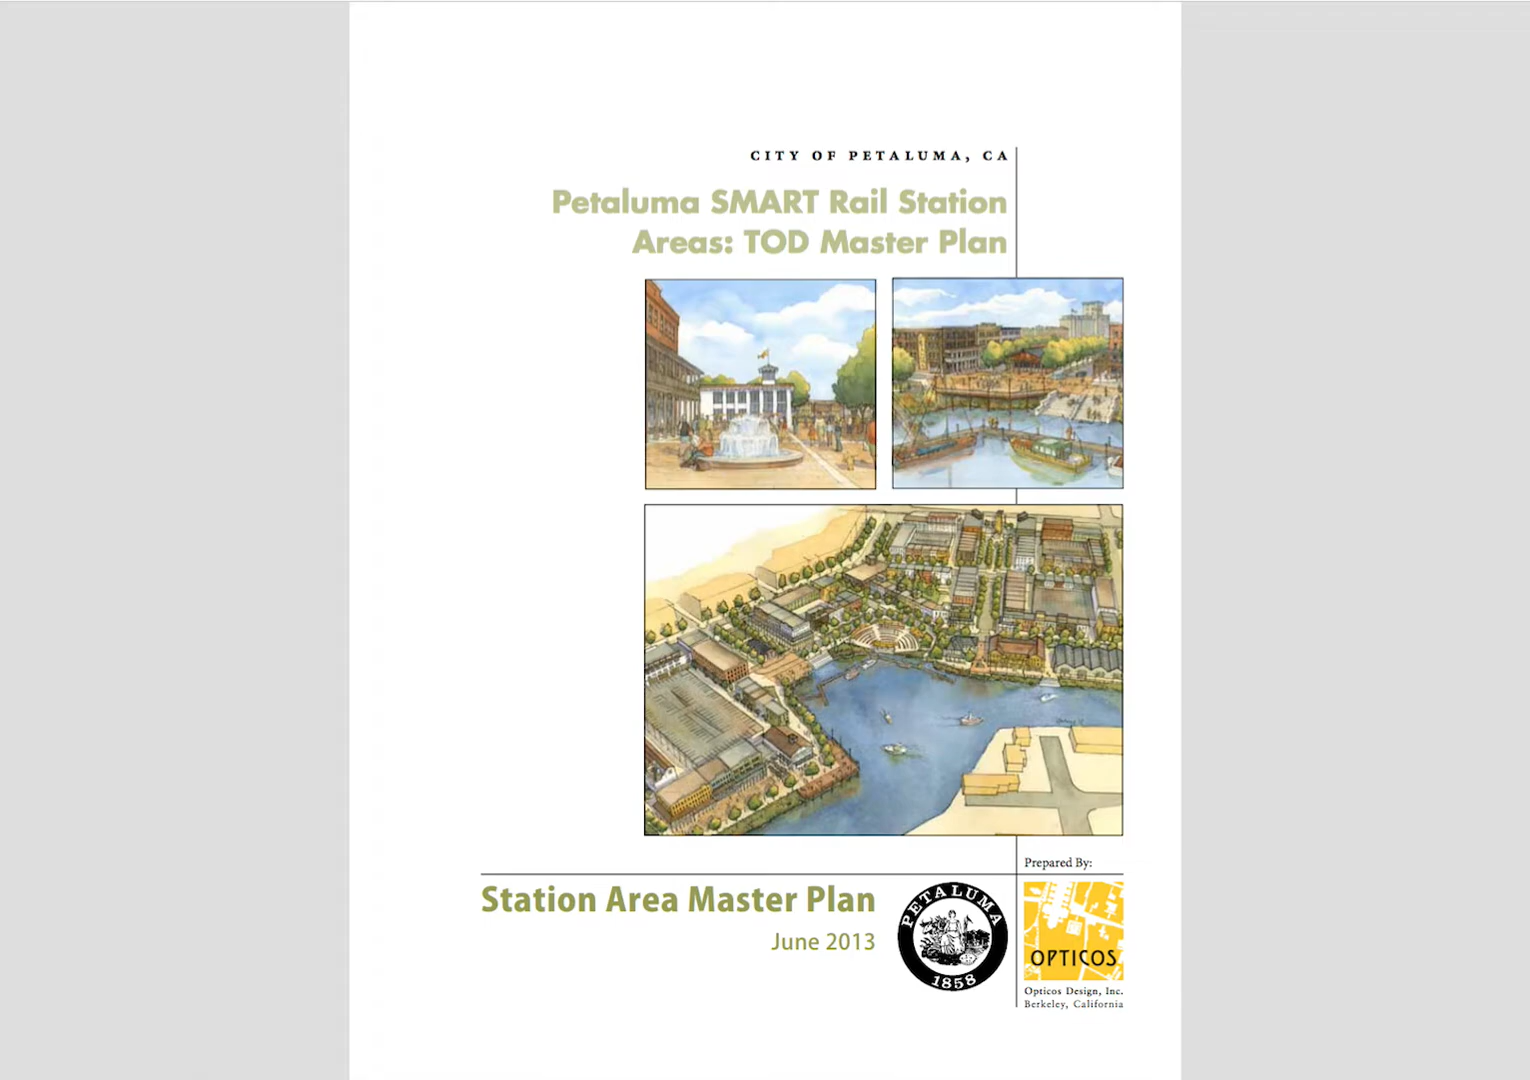 CITY OF PETALUMA, CA
Petaluma SMART Rail Station
Areas: TOD Master Plan
Prepared By:
Station Area Master Plan
June 2013
PETALUMA
1858
OPTICOS
Opticos Design, Inc.
Berkeley, California